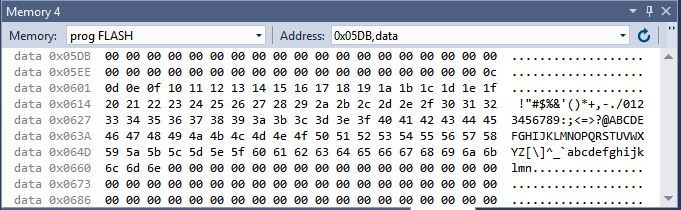 Memory 4
Memory: prog FLASH Address: 0x05DB,data
data 0x05DB 00 00 00 00 00 00 00 00 00 00 00 00 00 00 00 00 00 00 00 ...................
data 0x05EE 00 00 00 00 00 00 00 00 00 00 00 00 00 00 00 00 00 00 0c ...................
data 0x0601 0d 0e 0f 10 11 12 13 14 15 16 17 18 19 1a 1b 1c 1d 1e 1f ...................
data 0x0614 20 21 22 23 24 25 26 27 28 29 2a 2b 2c 2d 2e 2f 30 31 32  !"#$%&'()*+,-./012
data 0x0627 33 34 35 36 37 38 39 3a 3b 3c 3d 3e 3f 40 41 42 43 44 45 3456789:;<=>?@ABCDE
data 0x063A 46 47 48 49 4a 4b 4c 4d 4e 4f 50 51 52 53 54 55 56 57 58 FGHIJKLMNOPQRSTUVWX
data 0x064D 59 5a 5b 5c 5d 5e 5f 60 61 62 63 64 65 66 67 68 69 6a 6b YZ[\]^_`abcdefghijk
data 0x0660 6c 6d 6e 00 00 00 00 00 00 00 00 00 00 00 00 00 00 00 00 lmn................
data 0x0673 00 00 00 00 00 00 00 00 00 00 00 00 00 00 00 00 00 00 00 ...................
data 0x0686 00 00 00 00 00 00 00 00 00 00 00 00 00 00 00 00 00 00 00 ...................